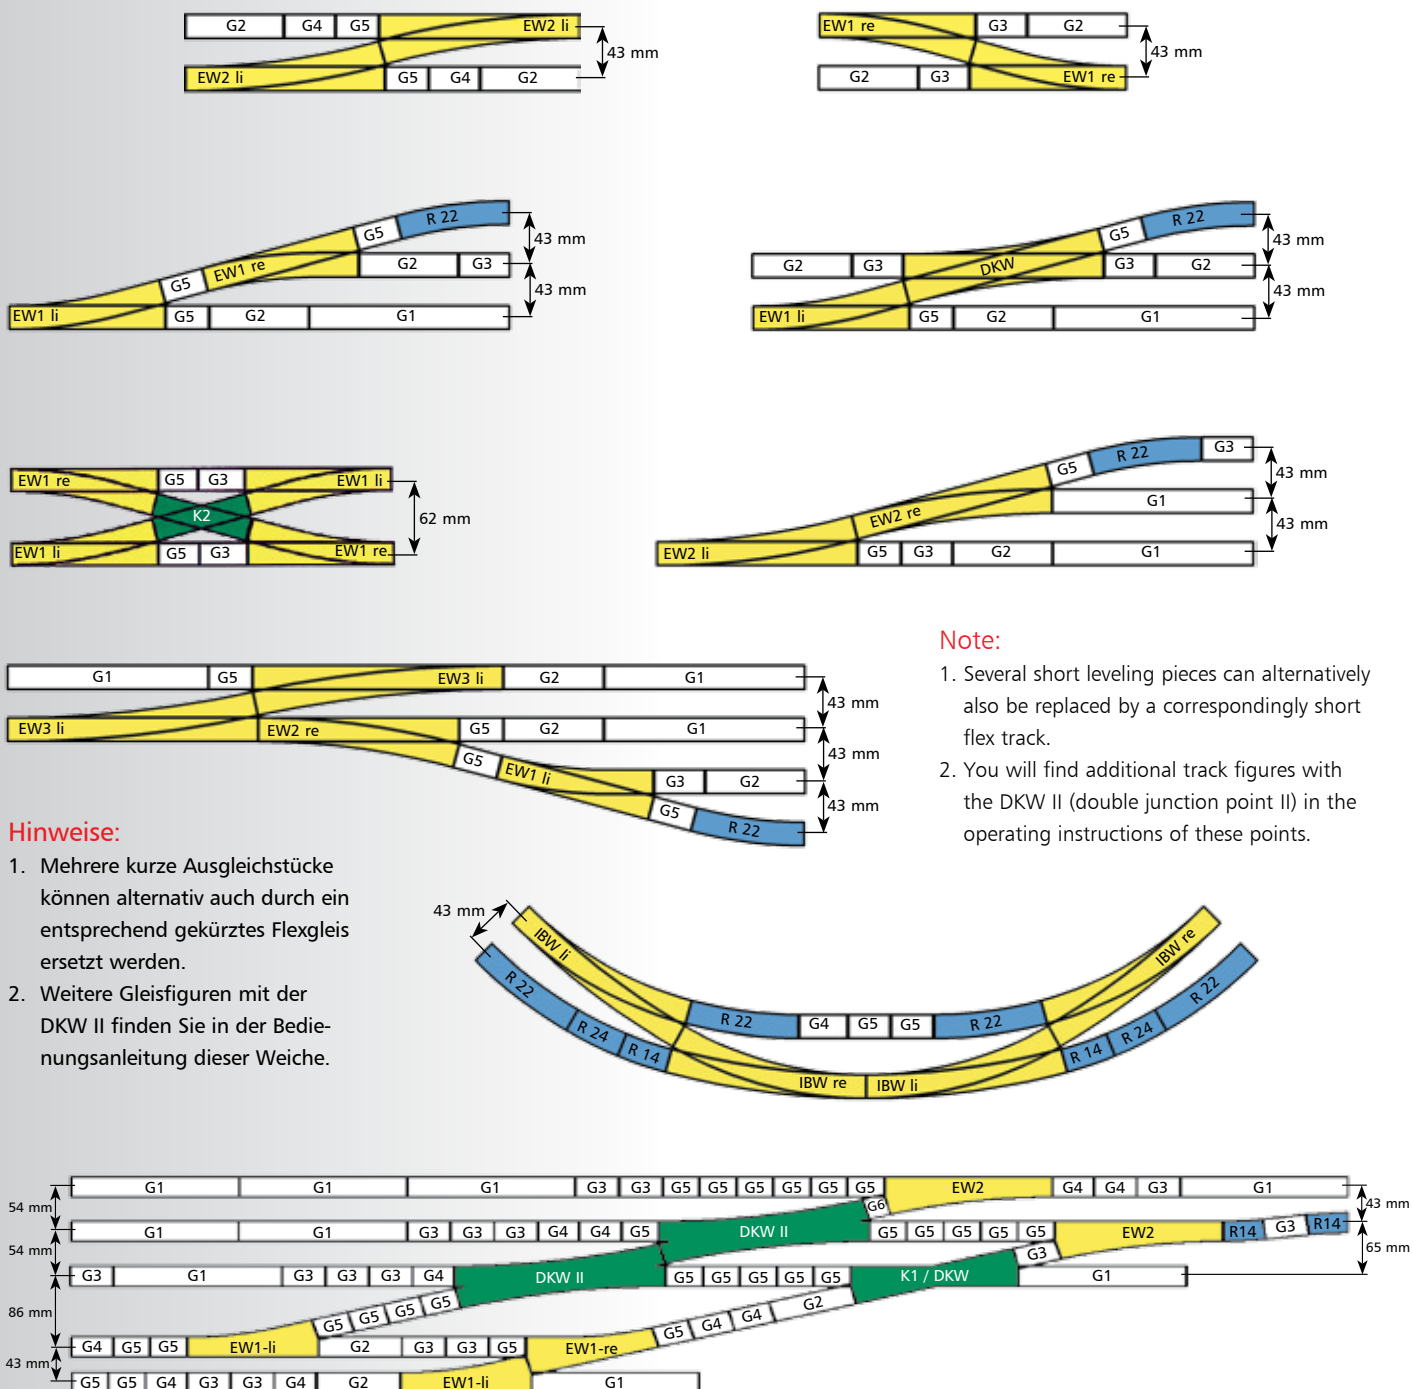 G2 G4 G5 EW2 li
43 mm
EW2 li G5 G4 G2
EW1 re G3 G2
43 mm
G2 G3 EW1 re
G5 R 22
43 mm
G5 EW1 re G2 G3
43 mm
EW1 li G5 G2 G1
G5 R 22
43 mm
G2 G3 DKW G3 G2
43 mm
EW1 li G5 G2 G1
EW1 re G5 G3 EW1 li
K2
62 mm
EW1 li G5 G3 EW1 re
G5 R 22 G3
43 mm
EW2 re G1
43 mm
EW2 li G5 G3 G2 G1
G1 G5 EW3 li G2 G1
43 mm
EW3 li EW2 re G5 G2 G1
43 mm
G5 EW1 li G3 G2
43 mm
G5 R 22
Note:
1. Several short leveling pieces can alternatively
also be replaced by a correspondingly short
flex track.
2. You will find additional track figures with
the DKW II (double junction point II) in the
operating instructions of these points.
Hinweise:
1. Mehrere kurze Ausgleichstücke
können alternativ auch durch ein
entsprechend gekürztes Flexgleis
ersetzt werden.
2. Weitere Gleisfiguren mit der
DKW II finden Sie in der Bedie-
nungsanleitung dieser Weiche.
43 mm
IBW li R 22 G4 G5 G5 R 22 IBW re
R 22 R 24 R 14 IBW re IBW li R 14 R 24 R 22
G1 G1 G1 G3 G3 G5 G5 G5 G5 G5 G5 EW2 G4 G4 G3 G1
54 mm
43 mm
G6
G1 G1 G3 G3 G3 G4 G4 G5 DKW II G5 G5 G5 G5 G5 EW2 R14 G3 R14
54 mm
65 mm
G3
G3 G1 G3 G3 G3 G4 DKW II G5 G5 G5 G5 G5 K1 / DKW G1
86 mm
G5 G5 G5 G5
G5 G4 G4 G2
G4 G5 G5 EW1-li G2 G3 G3 G5 EW1-re
43 mm
G5 G5 G4 G3 G3 G4 G2 EW1-li G1